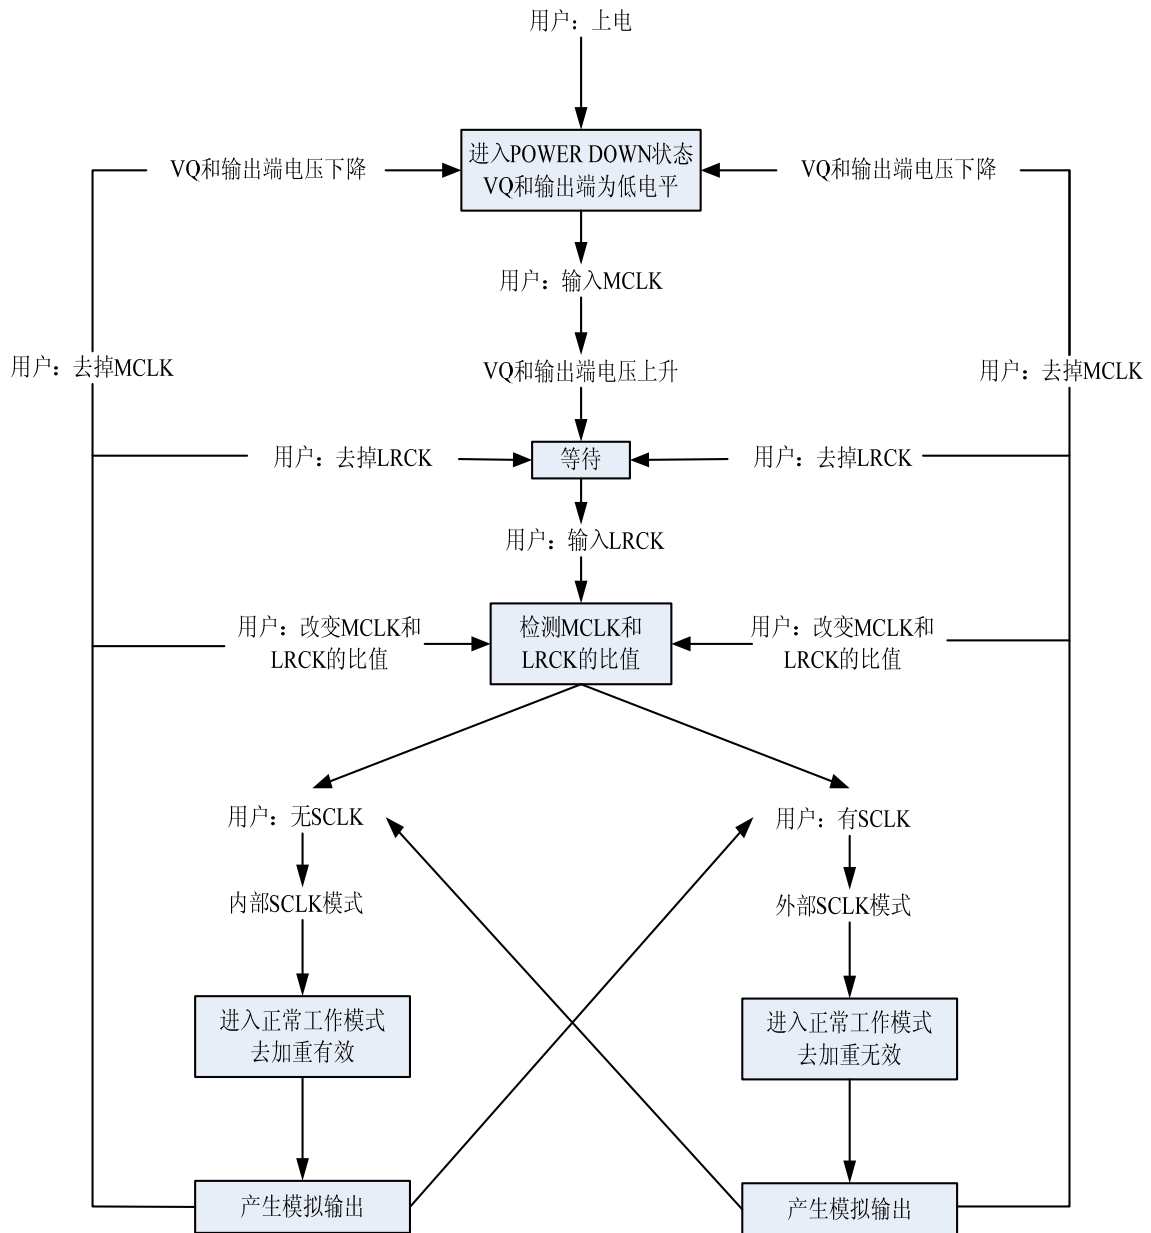 用户：上电
进入POWER DOWN状态
VQ和输出端为低电平
VQ和输出端电压下降
VQ和输出端电压下降
用户：输入MCLK
用户：去掉MCLK
VQ和输出端电压上升
用户：去掉MCLK
用户：去掉LRCK
等待
用户：去掉LRCK
用户：输入LRCK
用户：改变MCLK和
LRCK的比值
检测MCLK和
LRCK的比值
用户：改变MCLK和
LRCK的比值
用户：无SCLK
用户：有SCLK
内部SCLK模式
外部SCLK模式
进入正常工作模式
去加重有效
进入正常工作模式
去加重无效
产生模拟输出
产生模拟输出